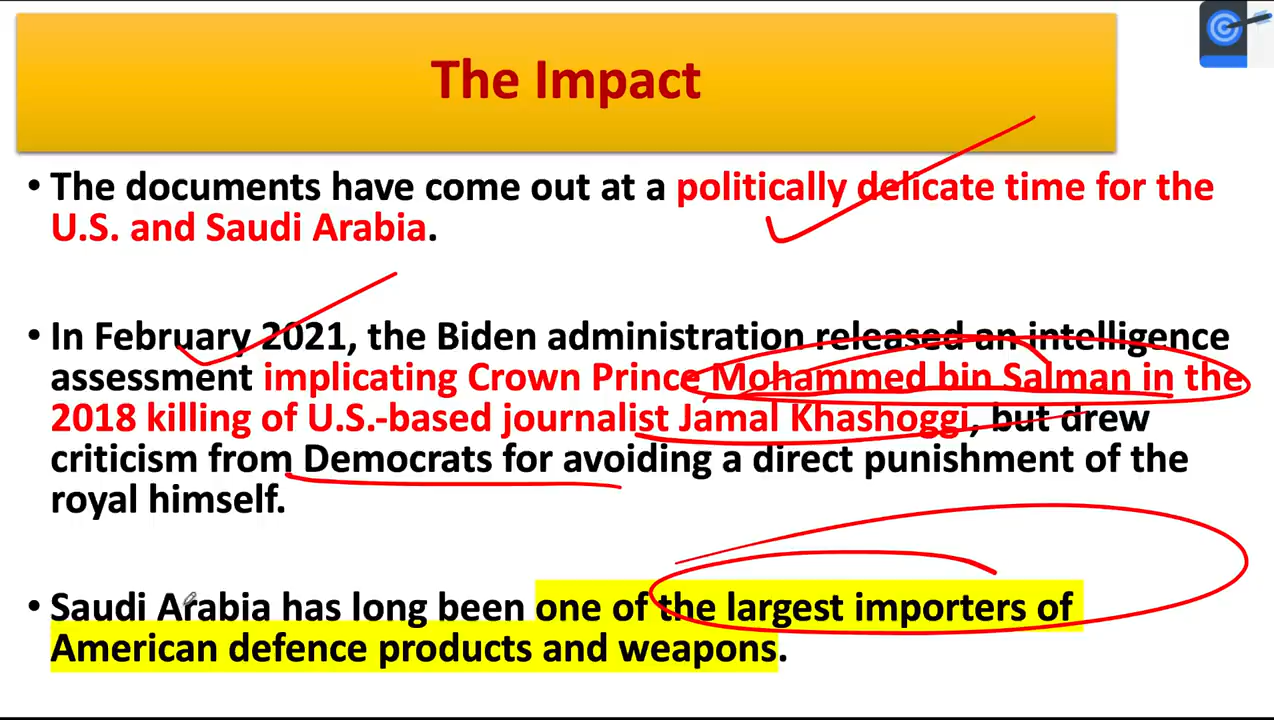 The Impact
• The documents have come out at a politically delicate time for the
U.S. and Saudi Arabia.
• In February 2021, the Biden administration released an intelligence
assessment implicating Crown Prince Mohammed bin Salman in the
2018 killing of U.S.-based journalist Jamal Khashoggi, but drew
criticism from Democrats for avoiding a direct punishment of the
royal himself.
• Saudi Arabia has long been one of the largest importers of
American defence products and weapons.